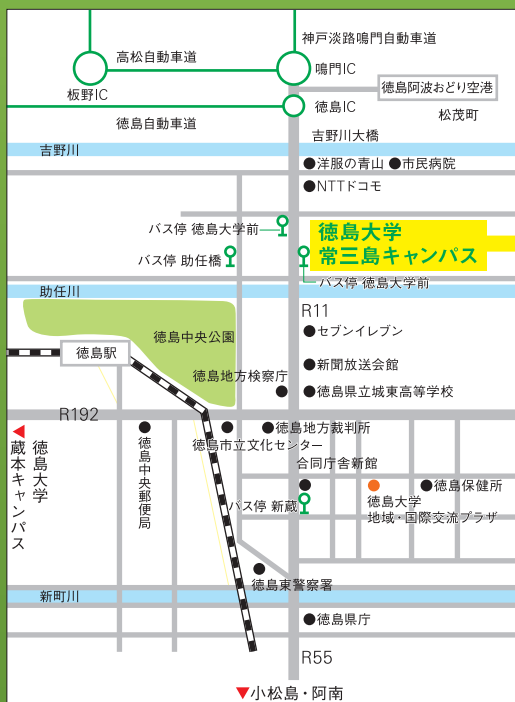 神戸淡路鳴門自動車道
高松自動車道
鳴門IC
板野IC
徳島阿波おどり空港
徳島IC
松茂町
徳島自動車道
吉野川大橋
吉野川
洋服の青山
市民病院
NTTドコモ
バス停 徳島大学前
徳島大学
常三島キャンパス
バス停 助任橋
バス停 徳島大学前
助任川
R11
セブンイレブン
徳島中央公園
徳島駅
新聞放送会館
徳島地方検察庁
徳島県立城東高等学校
R192
徳島地方裁判所
徳島市立文化センター
徳島大学
蔵本キャンパス
徳島中央郵便局
合同庁舎新館
徳島保健所
バス停 新蔵
徳島大学
地域・国際交流プラザ
徳島東警察署
新町川
徳島県庁
R55
小松島・阿南